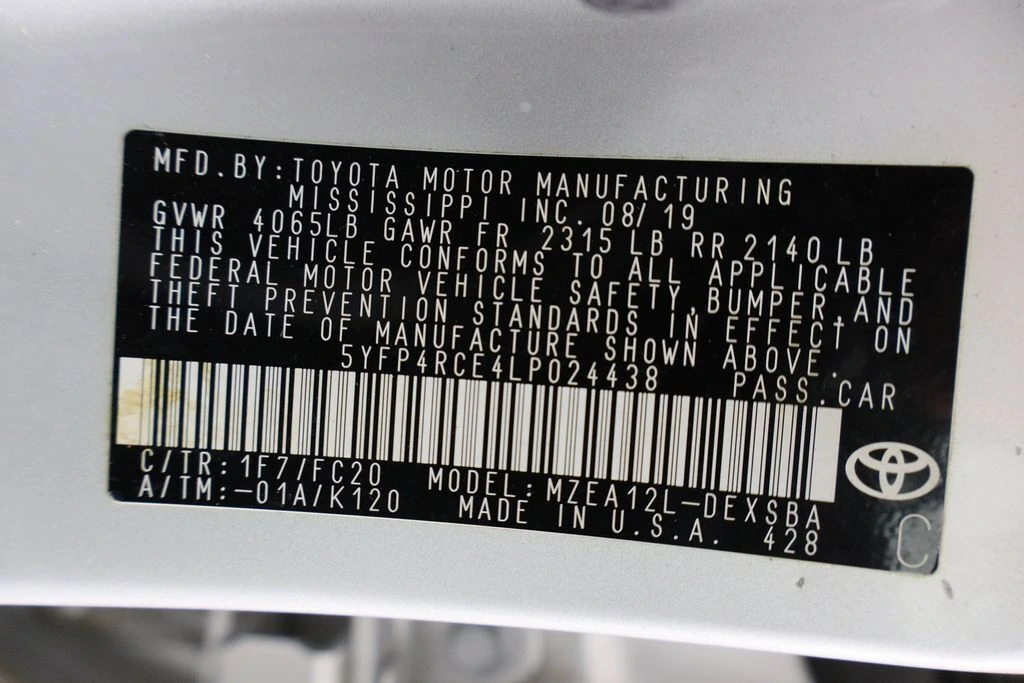 MFD. BY: TOYOTA MOTOR MANUFACTURING
MISSISSIPPI INC. 08/19
GVWR 4065LB GAWR FR 2315 LB RR 2140 LB
THIS VEHICLE CONFORMS TO ALL APPLICABLE
FEDERAL MOTOR VEHICLE SAFETY, BUMPER, AND
THEFT PREVENTION STANDARDS IN EFFECT ON
THE DATE OF MANUFACTURE SHOWN ABOVE.
5YFP4RCE4LP024438 PASS. CAR
C/TR: 1F7/FC20 MODEL: MZEA12L-DEXSBA
A/TM: -01A/K120 MADE IN U.S.A. 428
C